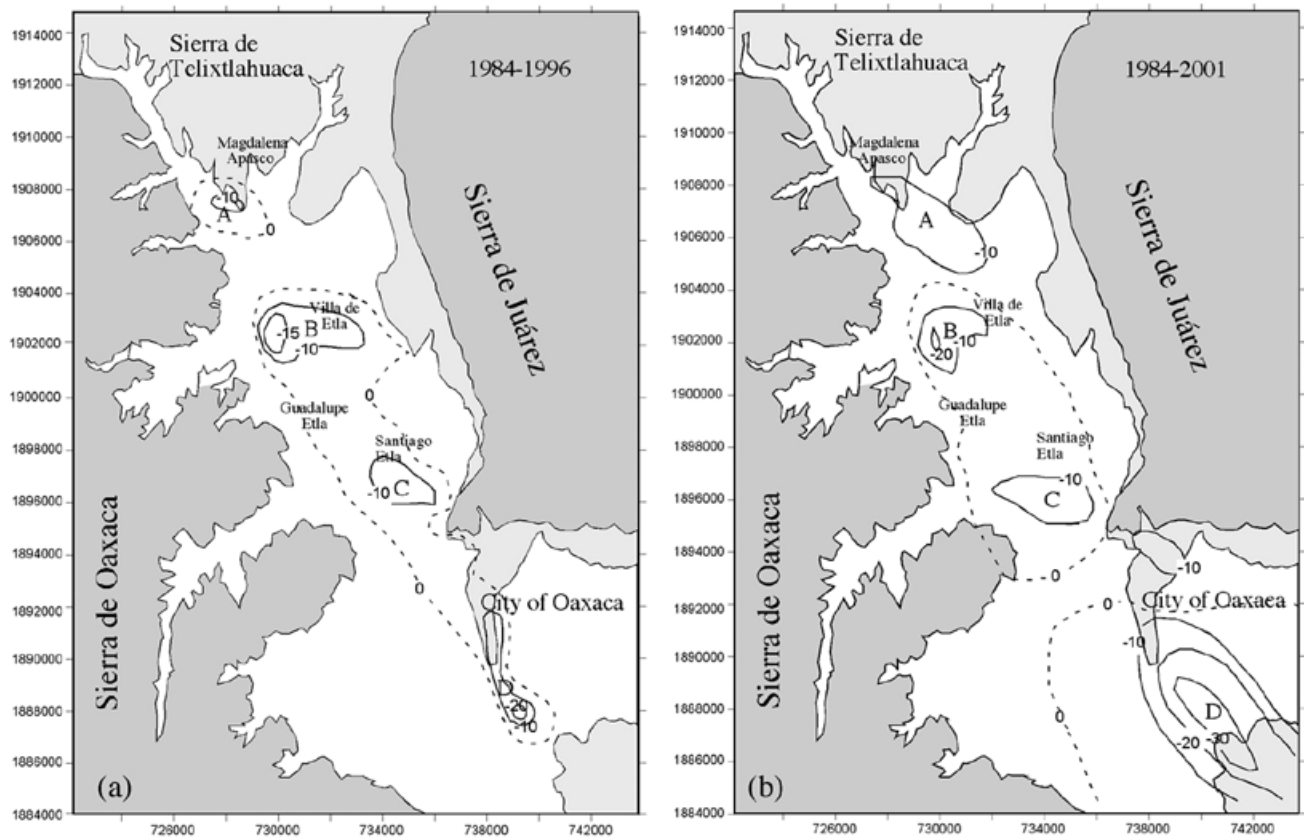 1914000
1912000
1910000
1908000
1906000
1904000
1902000
1900000
1898000
1896000
1894000
1892000
1890000
1888000
1886000
1884000
726000
730000
734000
738000
742000
Sierra de
Telixtlahuaca
1984-1996
Magdalena
Apasco
-10
A
0
Sierra de Juárez
Villa de
Etla
B
-15
-10
0
Guadalupe
Etla
Santiago
Etla
-10
C
0
Sierra de Oaxaca
City of Oaxaca
D
-20
-10
(a)
1914000
1912000
1910000
1908000
1906000
1904000
1902000
1900000
1898000
1896000
1894000
1892000
1890000
1888000
1886000
1884000
726000
730000
734000
738000
742000
Sierra de
Telixtlahuaca
1984-2001
Magdalena
Apasco
A
-10
Sierra de Juárez
Villa de
Etla
B
-10
-20
Guadalupe
Etla
Santiago
Etla
-10
C
0
-10
Sierra de Oaxaca
0
City of Oaxaca
-10
0
D
-20
-30
(b)